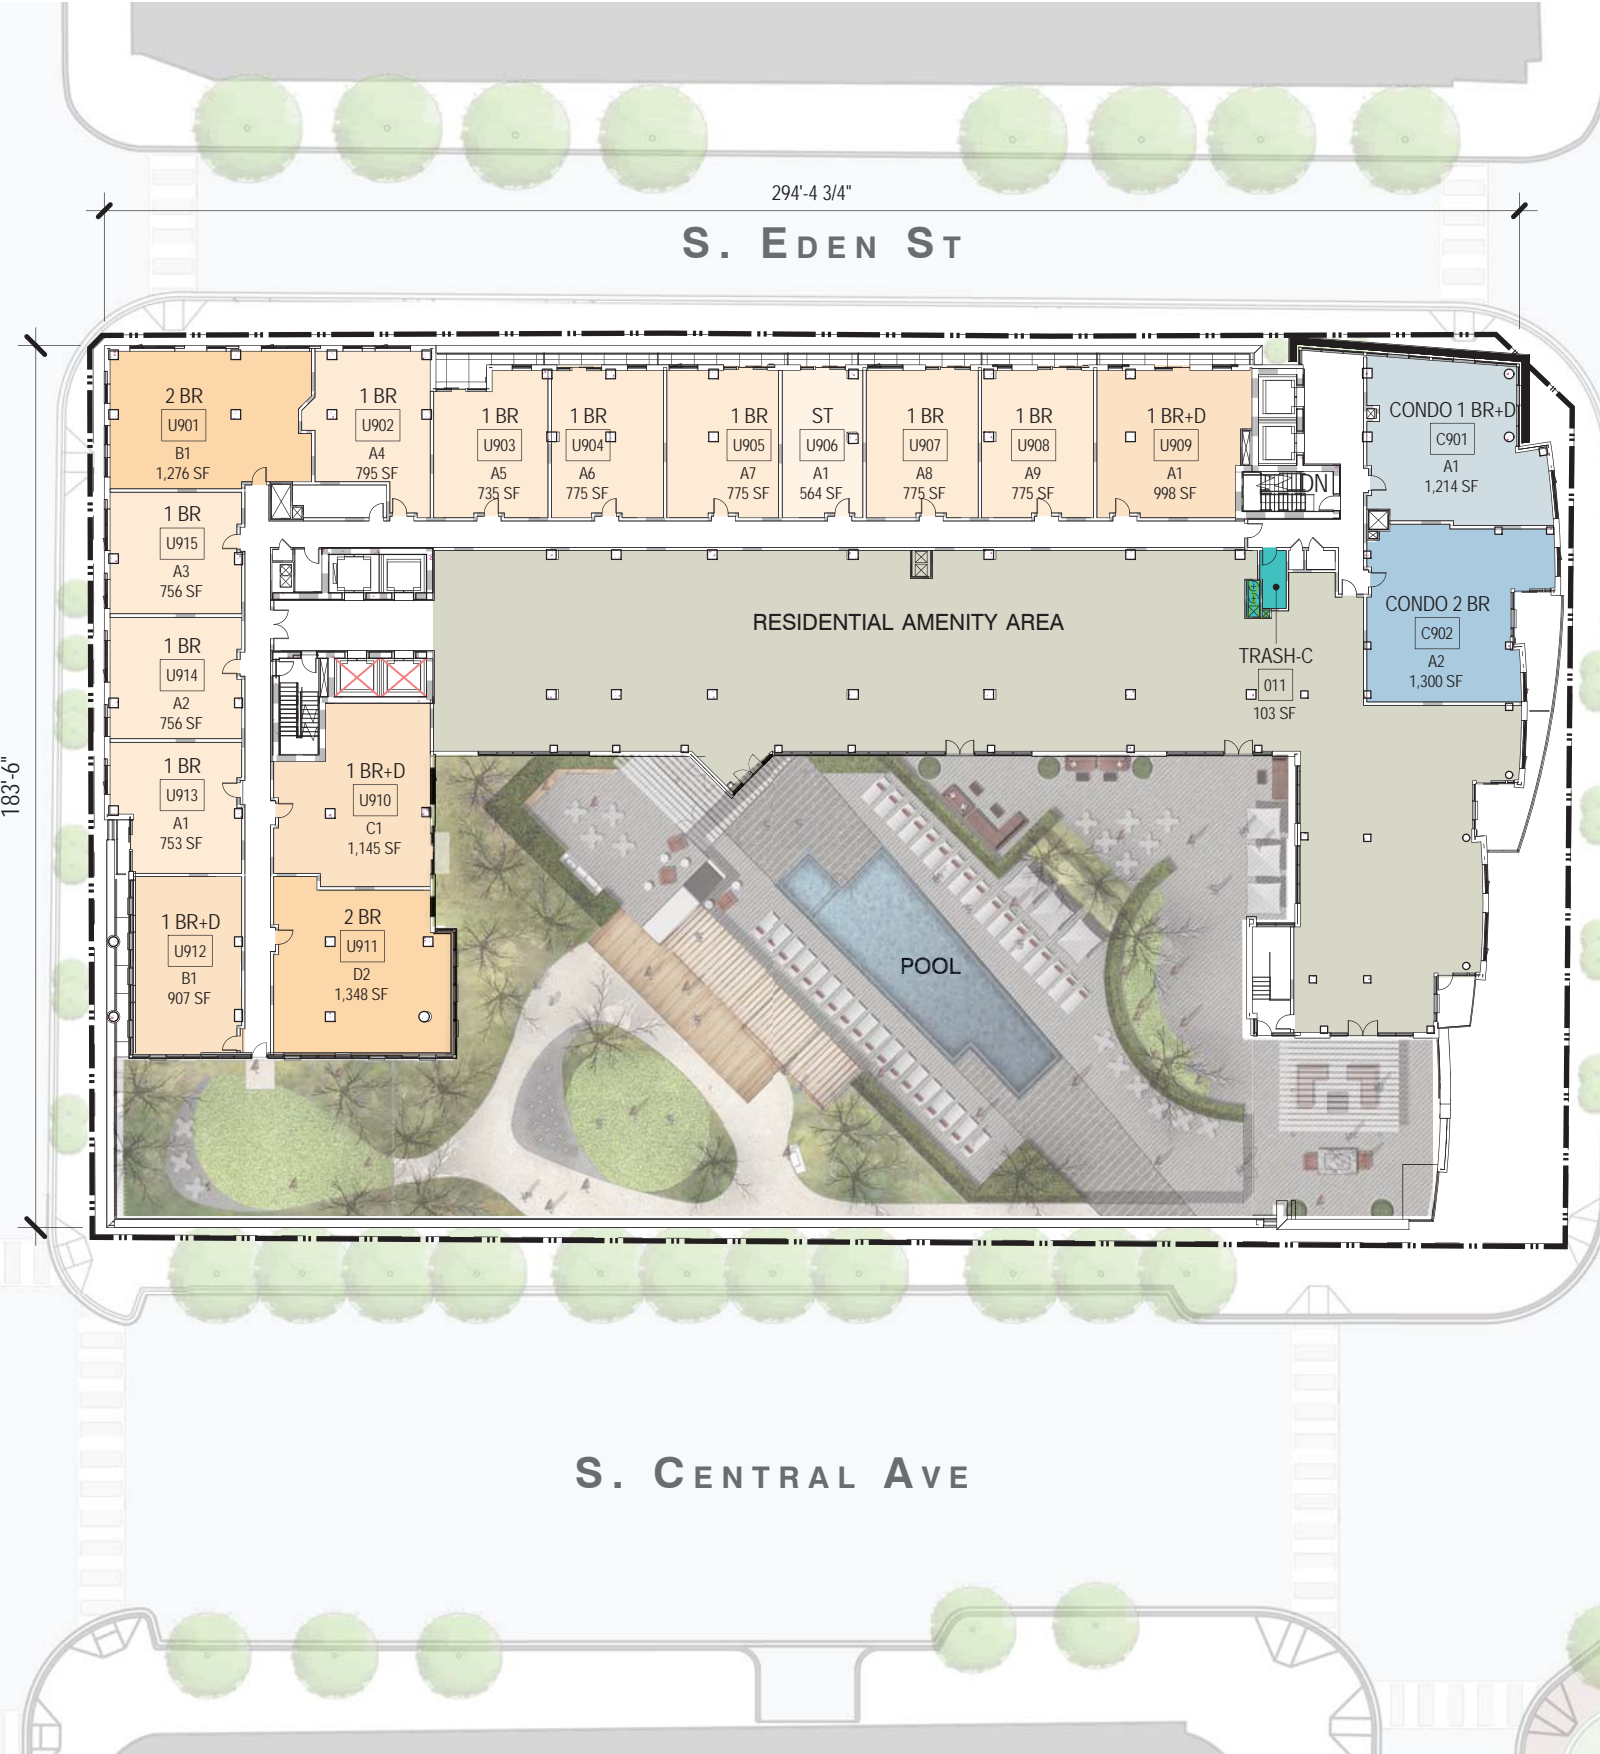 294'-4 3/4"
S. EDEN ST
183'-6"
2 BR
U901
B1
1,276 SF
1 BR
U902
A4
795 SF
1 BR
U903
A5
735 SF
1 BR
U904
A6
775 SF
1 BR
U905
A7
775 SF
ST
U906
A1
564 SF
1 BR
U907
A8
775 SF
1 BR
U908
A9
775 SF
1 BR+D
U909
A1
998 SF
DN
CONDO 1 BR+D
C901
A1
1,214 SF
1 BR
U915
A3
756 SF
RESIDENTIAL AMENITY AREA
CONDO 2 BR
C902
A2
1,300 SF
TRASH-C
011
103 SF
1 BR
U914
A2
756 SF
1 BR
U913
A1
753 SF
1 BR+D
U910
C1
1,145 SF
1 BR+D
U912
B1
907 SF
2 BR
U911
D2
1,348 SF
POOL
S. CENTRAL AVE